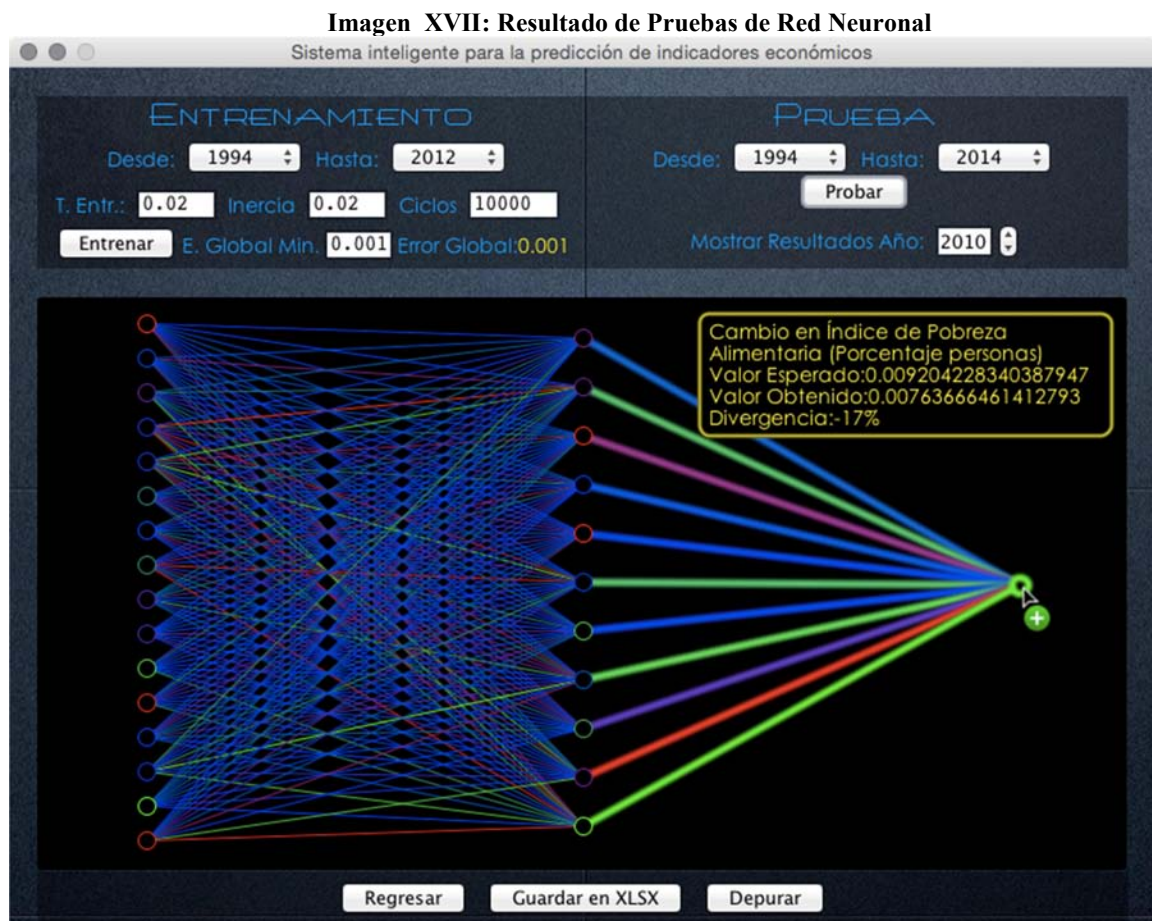 Imagen XVII: Resultado de Pruebas de Red Neuronal
Sistema inteligente para la predicción de indicadores económicos
ENTRENAMIENTO
Desde: 1994 Hasta: 2012
T. Entr.: 0.02 Inercia 0.02 Ciclos 10000
Entrenar E. Global Min. 0.001 Error Global:0.001
PRUEBA
Desde: 1994 Hasta: 2014
Probar
Mostrar Resultados Año: 2010
Cambio en Índice de Pobreza
Alimentaria (Porcentaje personas)
Valor Esperado:0.009204228340387947
Valor Obtenido:0.00763666461412793
Divergencia:-17%
Regresar Guardar en XLSX Depurar